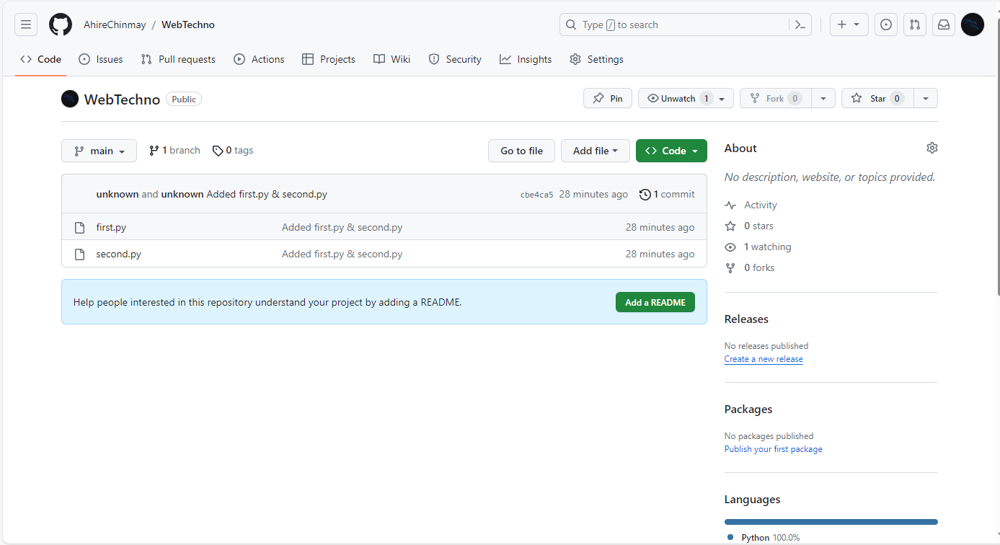 AhireChinmay / WebTechno Type / to search
Code Issues Pull requests Actions Projects Wiki Security Insights Settings
WebTechno Public Pin Unwatch 1 Fork 0 Star 0
main 1 branch 0 tags Go to file Add file Code
unknown and unknown Added first.py & second.py cbe4ca5 28 minutes ago 1 commit
first.py Added first.py & second.py 28 minutes ago
second.py Added first.py & second.py 28 minutes ago
Help people interested in this repository understand your project by adding a README. Add a README
About
No description, website, or topics provided.
Activity
0 stars
1 watching
0 forks
Releases
No releases published
Create a new release
Packages
No packages published
Publish your first package
Languages
Python 100.0%